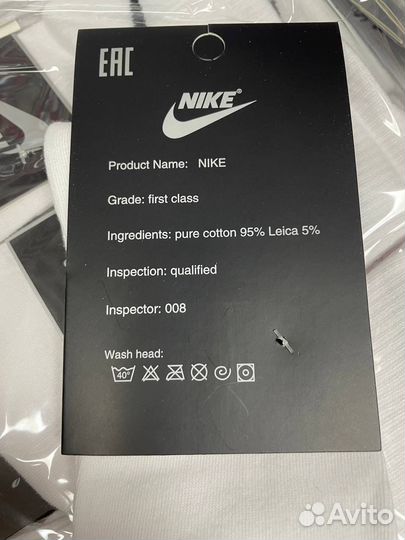 EAC
NIKE®
Product Name: NIKE
Grade: first class
Ingredients: pure cotton 95% Leica 5%
Inspection: qualified
Inspector: 008
Wash head:
40°
Avito